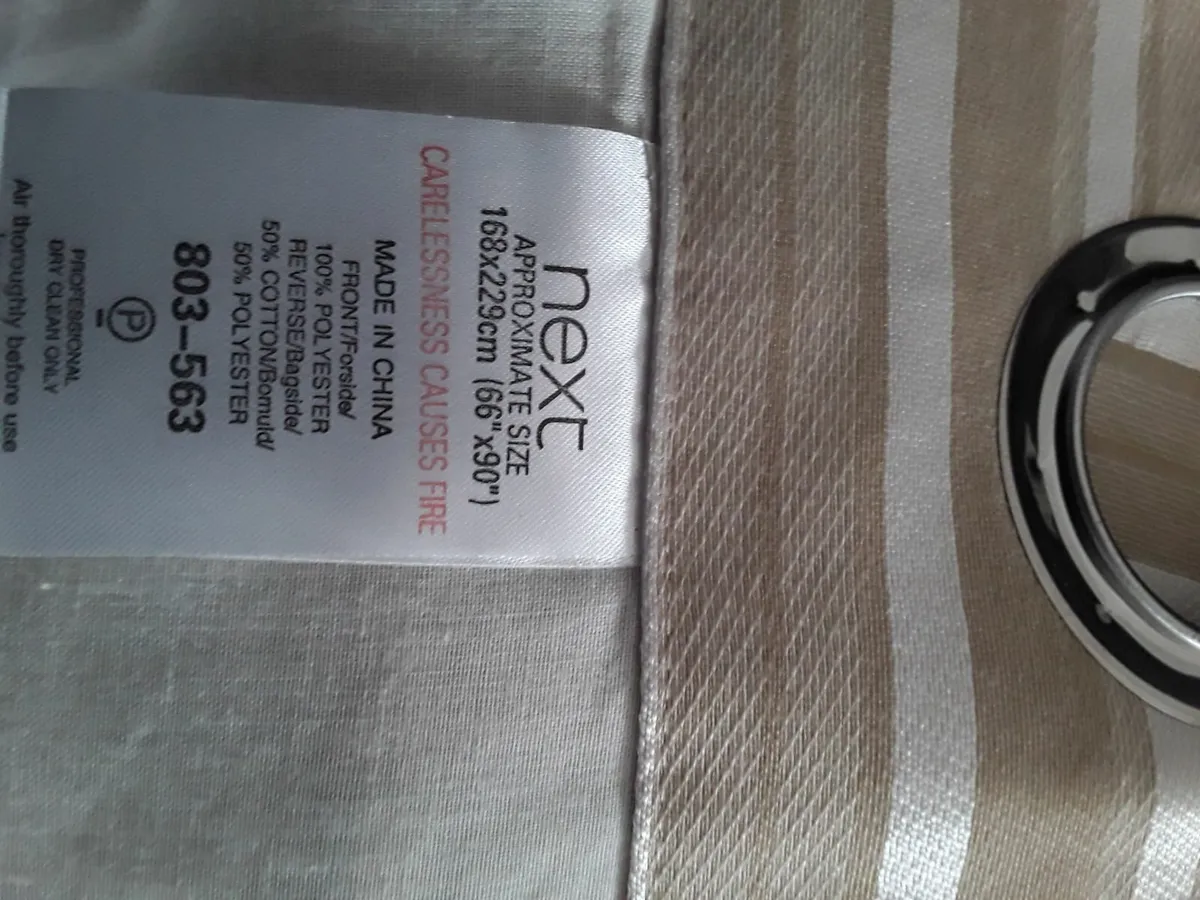 next
APPROXIMATE SIZE
168x229cm (66"x90")
CARELESSNESS CAUSES FIRE
MADE IN CHINA
FRONT/Forside/
100% POLYESTER
REVERSE/Bagside/
50% COTTON/Bomuld/
50% POLYESTER
803-563
P
PROFESSIONAL
DRY CLEAN ONLY
Air thoroughly before use